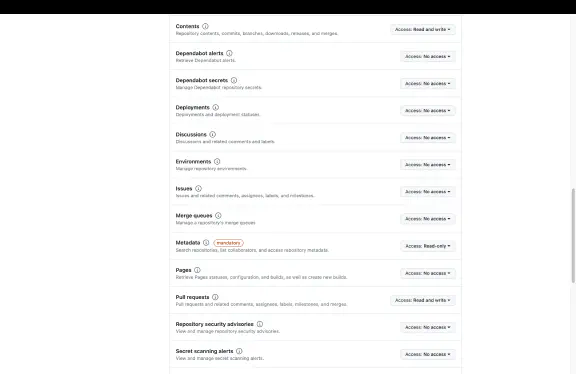 Contents
Access: Read and write
Repository contents, commits, branches, downloads, releases, and merges.
Dependabot alerts
Access: No access
Retrieve Dependabot alerts.
Dependabot secrets
Access: No access
Manage Dependabot repository secrets.
Deployments
Access: No access
Deployments and deployment statuses.
Discussions
Access: No access
Discussions and related comments and labels.
Environments
Access: No access
Manage repository environments.
Issues
Access: No access
Issues and related comments, assignees, labels, and milestones.
Merge queues
Access: No access
Manage a repository's merge queues
Metadata mandatory
Access: Read-only
Search repositories, list collaborators, and access repository metadata.
Pages
Access: No access
Retrieve Pages statuses, configuration, and builds, as well as create new builds.
Pull requests
Access: Read and write
Pull requests and related comments, assignees, labels, milestones, and merges.
Repository security advisories
Access: No access
View and manage repository security advisories.
Secret scanning alerts
Access: No access
View and manage secret scanning alerts.